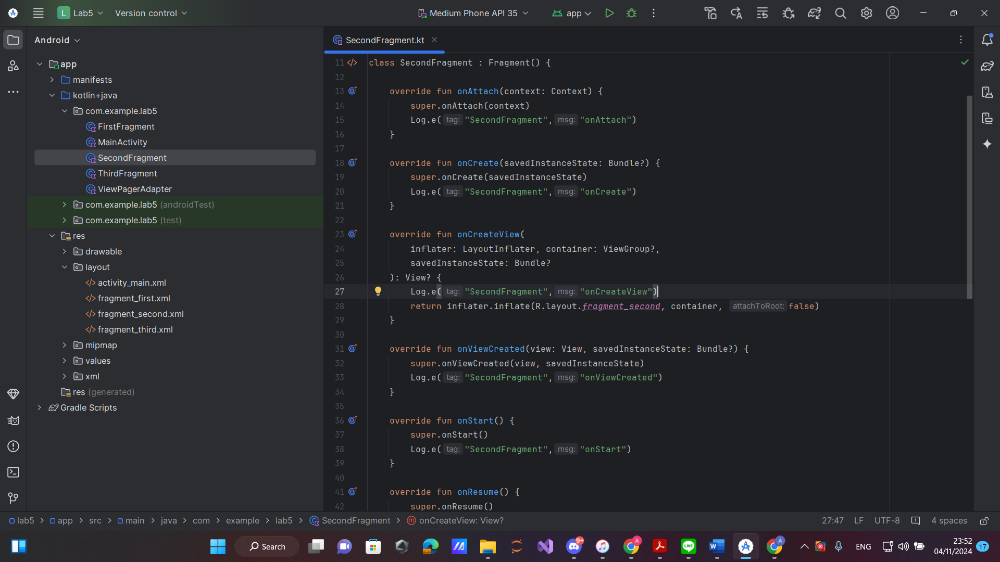 L Lab5 Version control Medium Phone API 35 app
Android
app
manifests
kotlin+java
com.example.lab5
FirstFragment
MainActivity
SecondFragment
ThirdFragment
ViewPagerAdapter
com.example.lab5 (androidTest)
com.example.lab5 (test)
res
drawable
layout
activity_main.xml
fragment_first.xml
fragment_second.xml
fragment_third.xml
mipmap
values
xml
res (generated)
Gradle Scripts
SecondFragment.kt
11 class SecondFragment : Fragment() {
12
13 override fun onAttach(context: Context) {
14 super.onAttach(context)
15 Log.e( tag: "SecondFragment", msg: "onAttach")
16 }
17
18 override fun onCreate(savedInstanceState: Bundle?) {
19 super.onCreate(savedInstanceState)
20 Log.e( tag: "SecondFragment", msg: "onCreate")
21 }
22
23 override fun onCreateView(
24 inflater: LayoutInflater, container: ViewGroup?,
25 savedInstanceState: Bundle?
26 ): View? {
27 Log.e( tag: "SecondFragment", msg: "onCreateView")
28 return inflater.inflate(R.layout.fragment_second, container, attachToRoot: false)
29 }
30
31 override fun onViewCreated(view: View, savedInstanceState: Bundle?) {
32 super.onViewCreated(view, savedInstanceState)
33 Log.e( tag: "SecondFragment", msg: "onViewCreated")
34 }
35
36 override fun onStart() {
37 super.onStart()
38 Log.e( tag: "SecondFragment", msg: "onStart")
39 }
40
41 override fun onResume() {
42 super.onResume()
lab5 > app > src > main > java > com > example > lab5 > SecondFragment > onCreateView: View? 27:47 LF UTF-8 4 spaces
Search 9+ A LINE W A ENG 23:52
04/11/2024 17